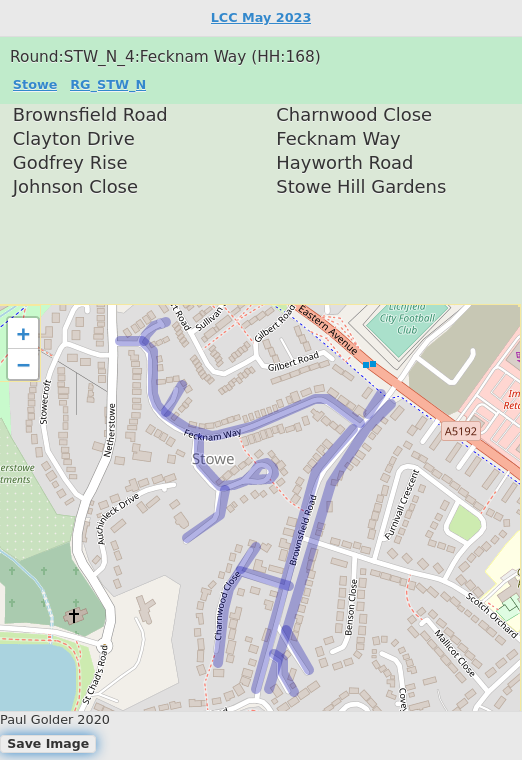 LCC May 2023
Round:STW_N_4:Fecknam Way (HH:168)
Stowe RG_STW_N
Brownsfield Road Charnwood Close
Clayton Drive Fecknam Way
Godfrey Rise Hayworth Road
Johnson Close Stowe Hill Gardens
+
−
Sullivan
Gilbert Road
Eastern Avenue
Lichfield
City Football
Club
Gilbert Road
Stowecroft
Netherstowe
Fecknam Way
A5192
Stowe
Auchinleck Drive
Furnivall Crescent
Brownsfield Road
Charnwood Close
Benson Close
Scotch Orchard
Mallicot Close
St Chad's Road
Paul Golder 2020
Save Image